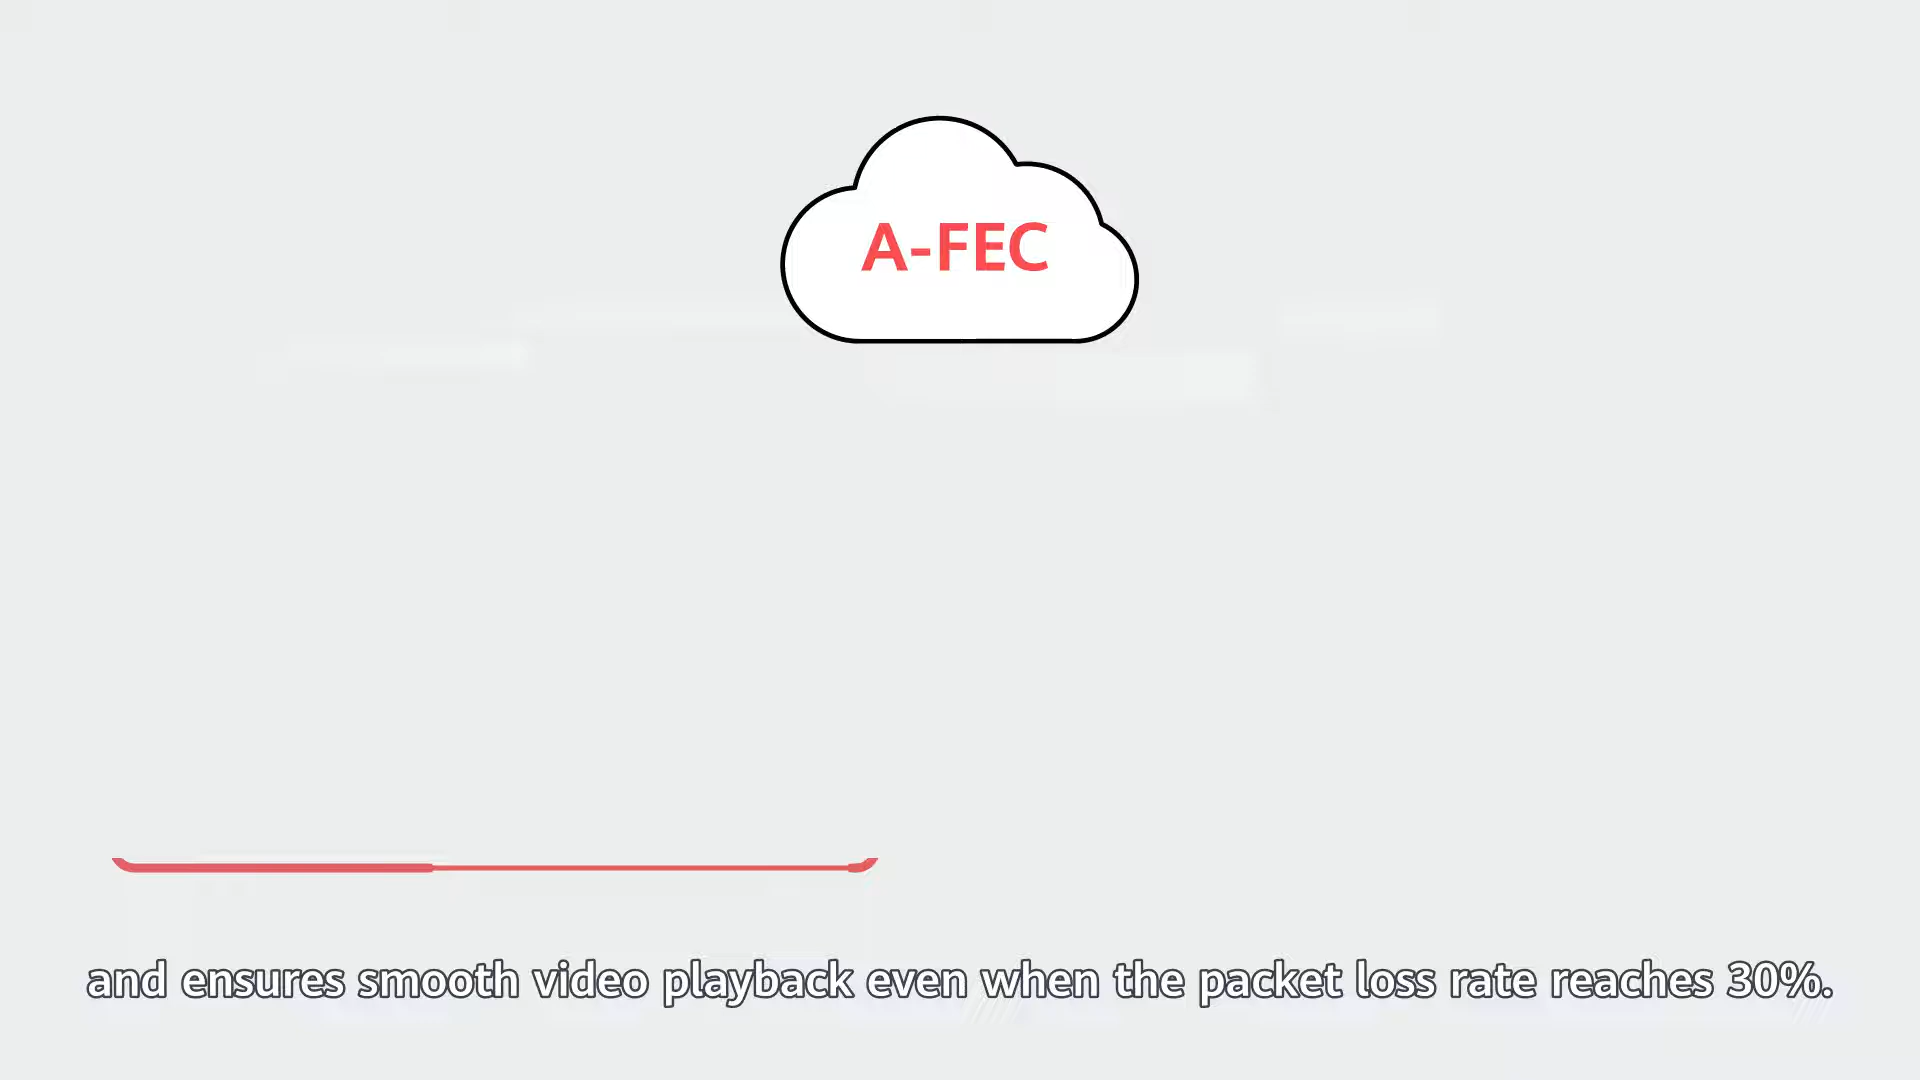 A-FEC
and ensures smooth video playback even when the packet loss rate reaches 30%.